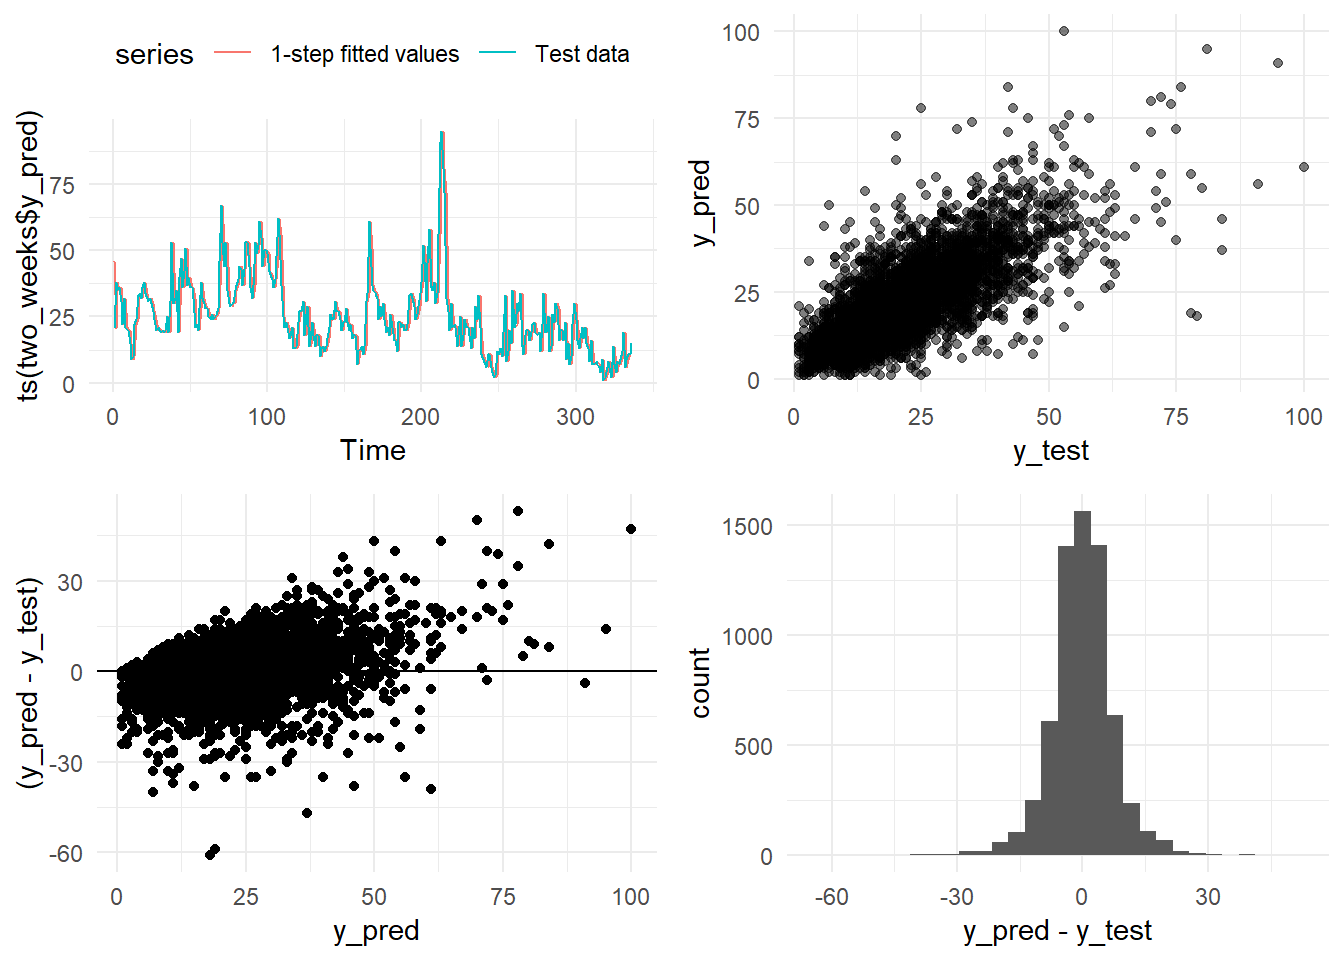 series 1-step fitted values Test data
ts(two_weeks$y_pred)
75
50
25
0
0 100 200 300
Time
y_pred
100
75
50
25
0
0 25 50 75 100
y_test
(y_pred - y_test)
30
0
-30
-60
0 25 50 75 100
y_pred
count
1500
1000
500
0
-60 -30 0 30
y_pred - y_test